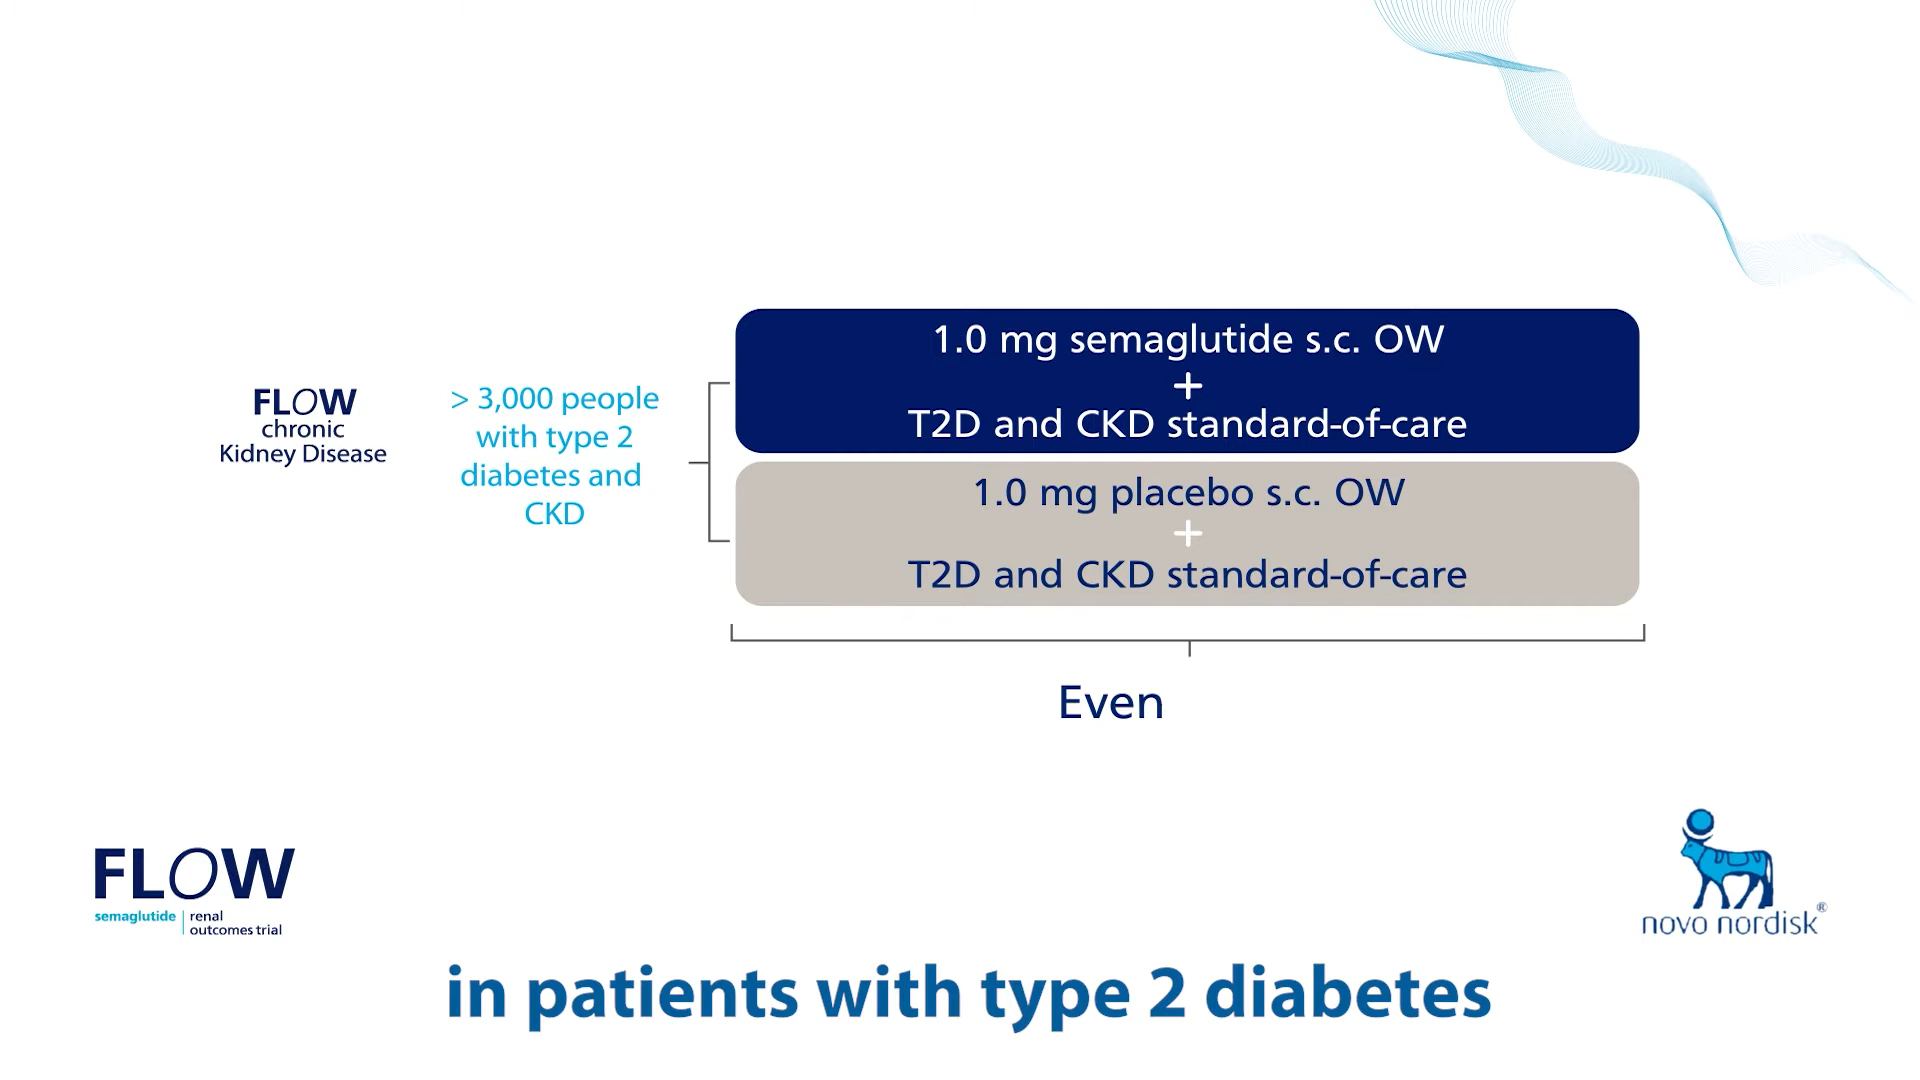 FLOW
chronic
Kidney Disease
> 3,000 people
with type 2
diabetes and
CKD
1.0 mg semaglutide s.c. OW
+
T2D and CKD standard-of-care
1.0 mg placebo s.c. OW
+
T2D and CKD standard-of-care
Even
FLOW
semaglutide | renal
outcomes trial
novo nordisk®
in patients with type 2 diabetes